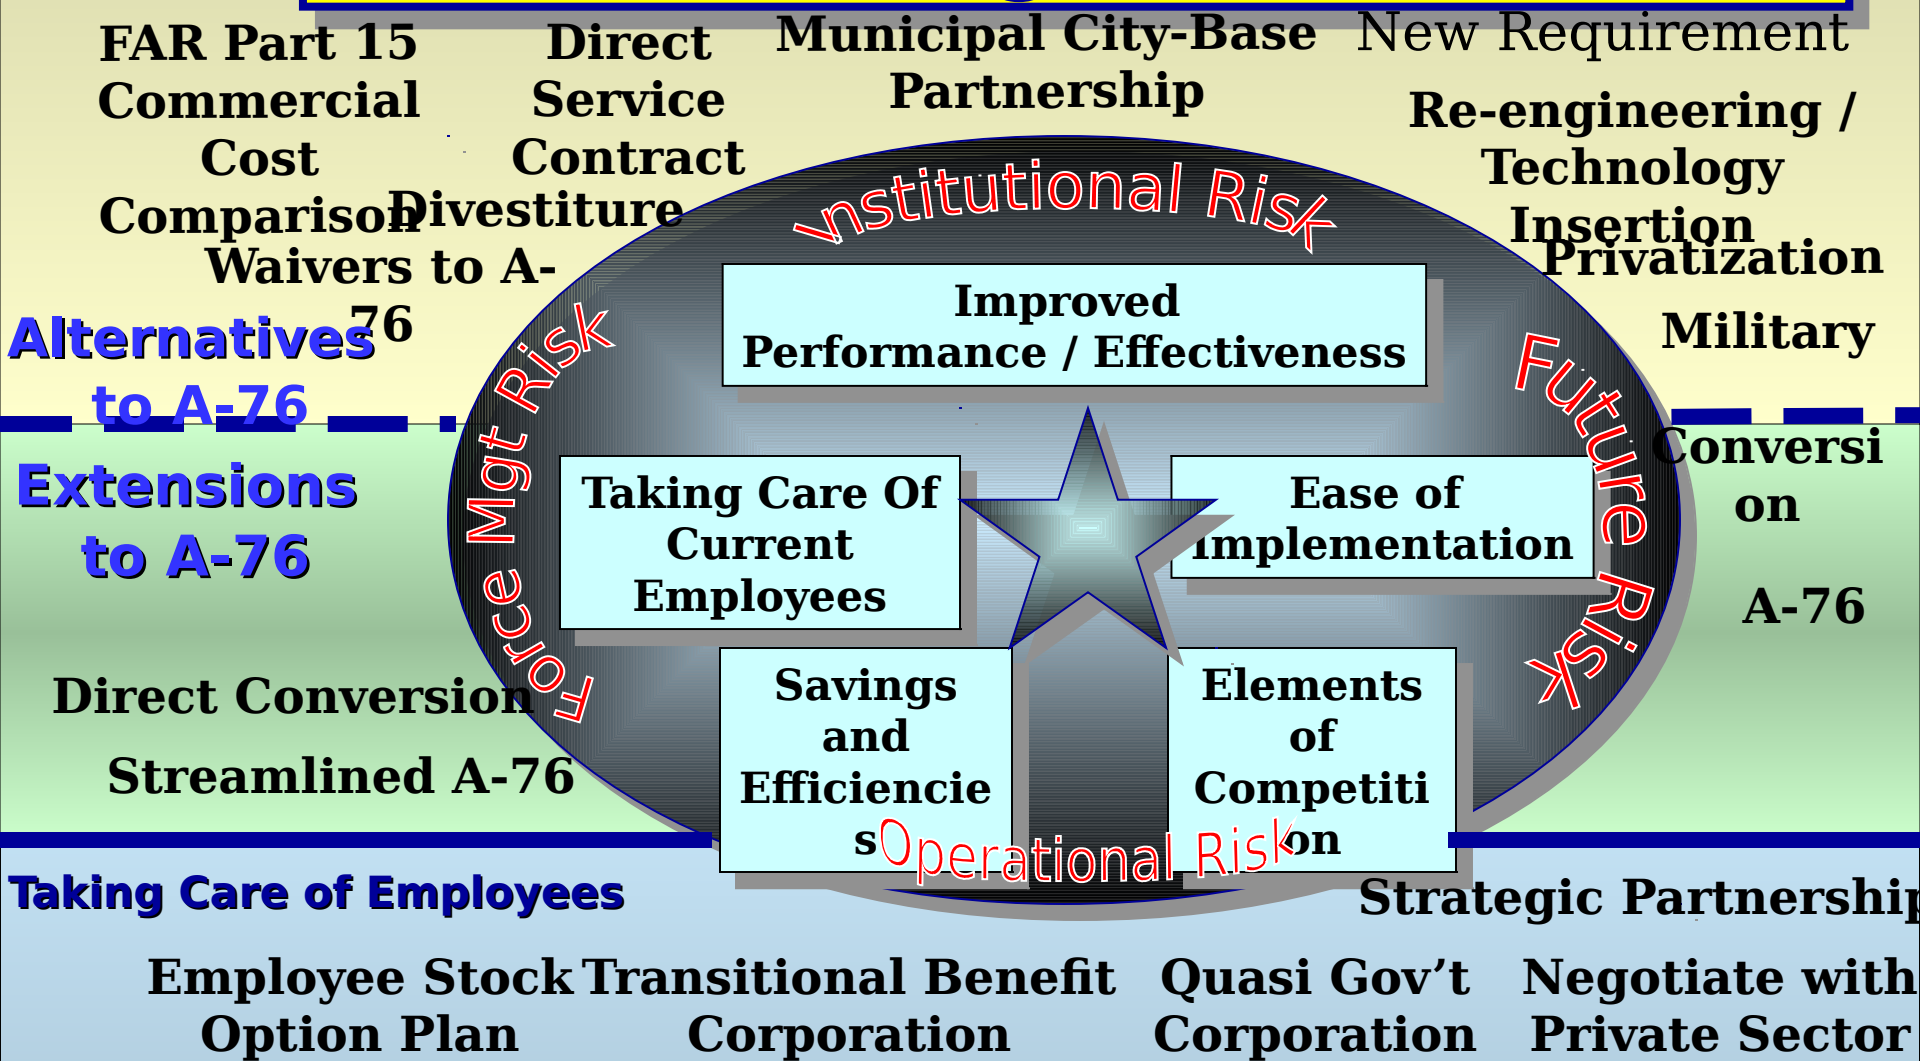 FAR Part 15
Commercial
Cost
Comparison
Direct
Service
Contract
Municipal City-Base
Partnership
New Requirement
Re-engineering /
Technology
Insertion
Divestiture
Waivers to A-
76
Privatization
Military
Alternatives
to A-76
Institutional Risk
Improved
Performance / Effectiveness
Force Mgt Risk
Future Risk
Extensions
to A-76
Taking Care Of
Current
Employees
Ease of
Implementation
Conversi
on
A-76
Direct Conversion
Streamlined A-76
Savings
and
Efficiencie
s
Elements
of
Competiti
on
Operational Risk
Taking Care of Employees
Strategic Partnership
Employee Stock
Option Plan
Transitional Benefit
Corporation
Quasi Gov’t
Corporation
Negotiate with
Private Sector